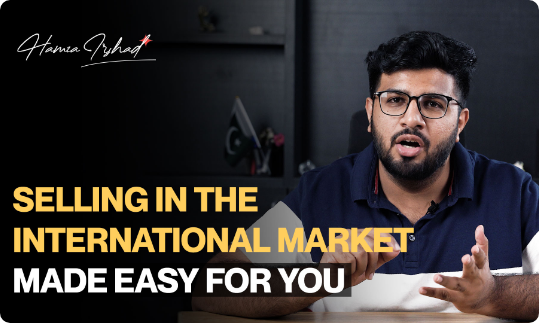 Hamza Irshad
SELLING IN THE
INTERNATIONAL MARKET
MADE EASY FOR YOU